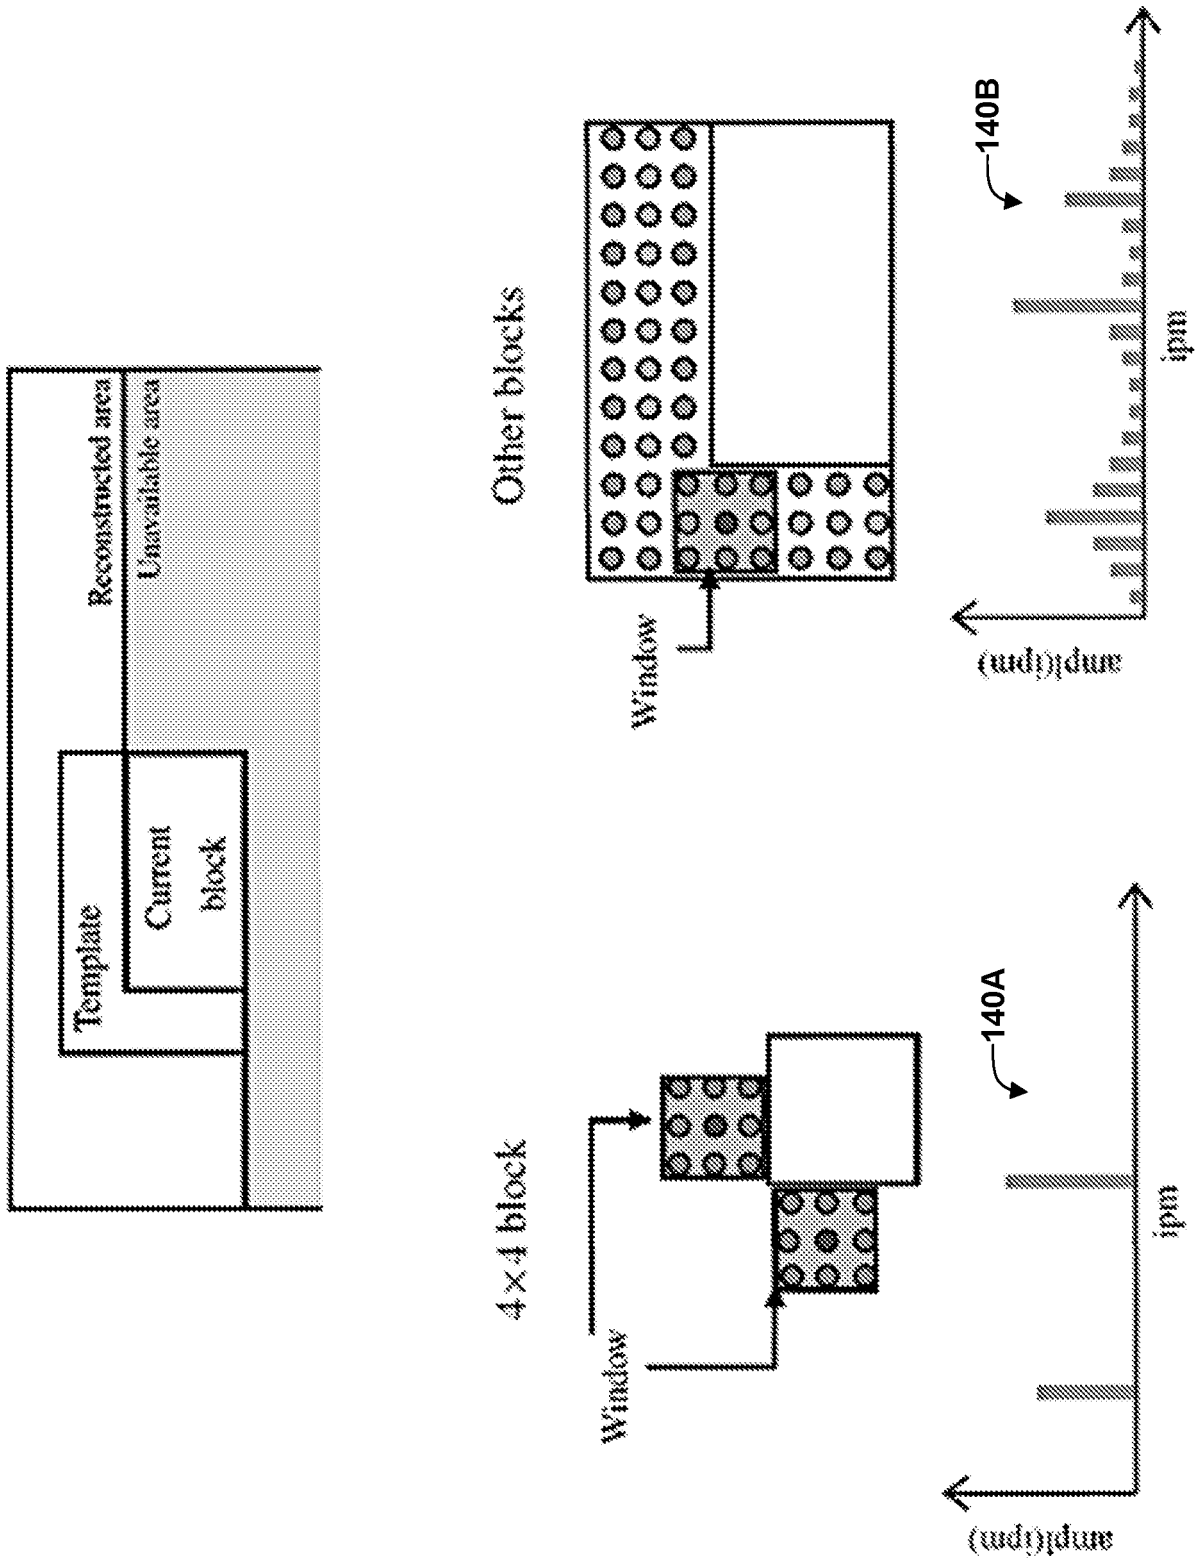 Reconstructed area
Unavailable area
Template
Current
block
4×4 block
Window
140A
ampl(ipm)
ipm
Other blocks
Window
140B
ampl(ipm)
ipm